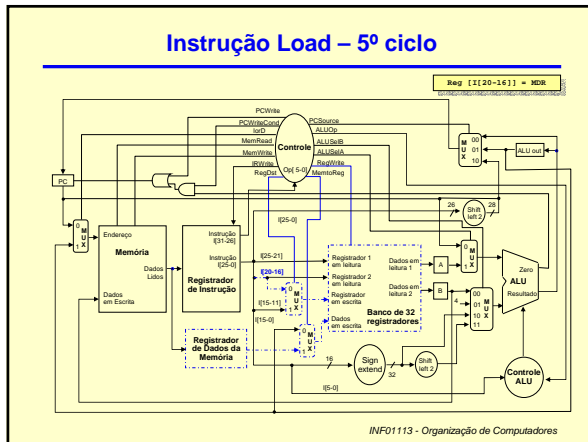 Instrução Load – 5º ciclo
Reg [I[20-16]] = MDR
PCWrite
PCWriteCond
IorD
MemRead
MemWrite
IRWrite
RegDst
Controle
Op[ 5-0]
PCSource
ALUOp
ALUSelB
ALUSelA
RegWrite
MemtoReg
M
U
X
00
01
10
ALU out
PC
26
Shift
left 2
28
I[25-0]
0
M
U
X
1
Endereço
Memória
Dados
Lidos
Dados
em Escrita
Instrução
I[31-26]
Instrução
I[25-0]
Registrador
de Instrução
Registrador
de Dados da
Memória
I[25-21]
I[20-16]
I[15-11]
I[15-0]
0
M
U
X
1
0
M
U
X
1
Registrador 1
em leitura
Registrador 2
em leitura
Registrador
em escrita
Dados
em escrita
Dados em
leitura 1
Dados em
leitura 2
Banco de 32
registradores
A
B
4
0
M
U
X
1
00
01
10
11
M
U
X
Zero
ALU
Resultado
16
Sign
extend
32
Shift
left 2
I[5-0]
Controle
ALU
INF01113 - Organização de Computadores